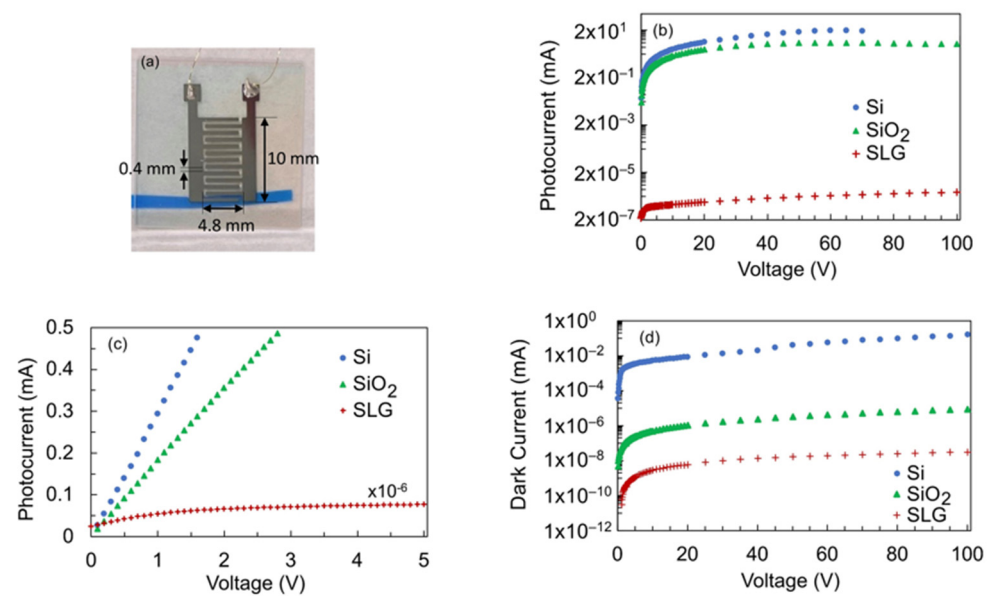 (a)
0.4 mm
10 mm
4.8 mm
(b)
Photocurrent (mA)
2x10¹
2x10⁻¹
2x10⁻³
2x10⁻⁵
2x10⁻⁷
Si
SiO₂
SLG
0 20 40 60 80 100
Voltage (V)
(c)
Photocurrent (mA)
0.5
0.4
0.3
0.2
0.1
0
Si
SiO₂
SLG
x10⁻⁶
0 1 2 3 4 5
Voltage (V)
(d)
Dark Current (mA)
1x10⁰
1x10⁻²
1x10⁻⁴
1x10⁻⁶
1x10⁻⁸
1x10⁻¹⁰
1x10⁻¹²
Si
SiO₂
SLG
0 20 40 60 80 100
Voltage (V)